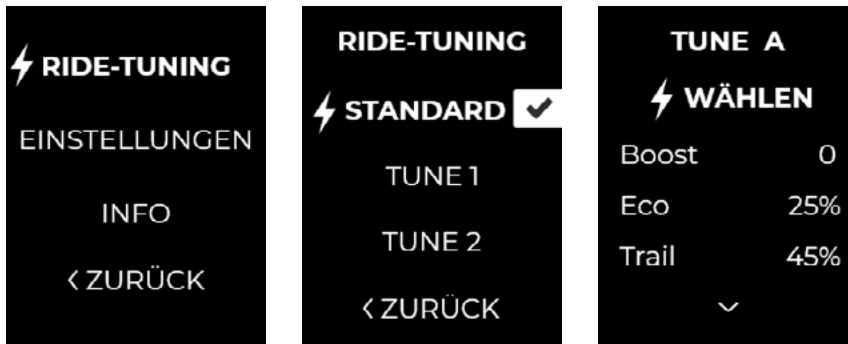 RIDE-TUNING
EINSTELLUNGEN
INFO
< ZURÜCK
RIDE-TUNING
STANDARD
TUNE 1
TUNE 2
< ZURÜCK
TUNE A
WÄHLEN
Boost 0
Eco 25%
Trail 45%